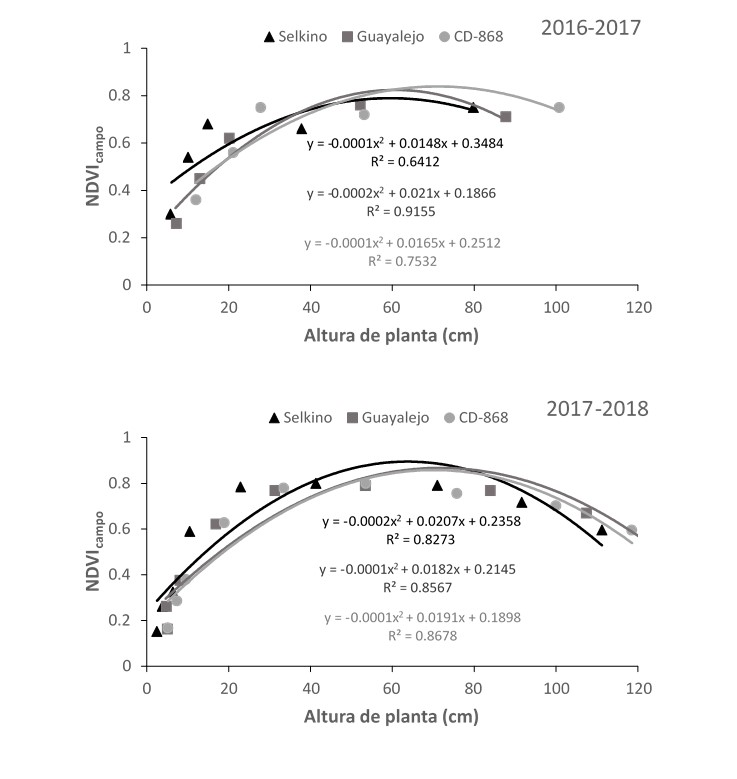 2016-2017
Selkino Guayalejo CD-868
1
0.8
0.6
0.4
0.2
0
NDVIcampo
y = -0.0001x² + 0.0148x + 0.3484
R² = 0.6412
y = -0.0002x² + 0.021x + 0.1866
R² = 0.9155
y = -0.0001x² + 0.0165x + 0.2512
R² = 0.7532
0 20 40 60 80 100 120
Altura de planta (cm)
2017-2018
Selkino Guayalejo CD-868
1
0.8
0.6
0.4
0.2
0
NDVIcampo
y = -0.0002x² + 0.0207x + 0.2358
R² = 0.8273
y = -0.0001x² + 0.0182x + 0.2145
R² = 0.8567
y = -0.0001x² + 0.0191x + 0.1898
R² = 0.8678
0 20 40 60 80 100 120
Altura de planta (cm)